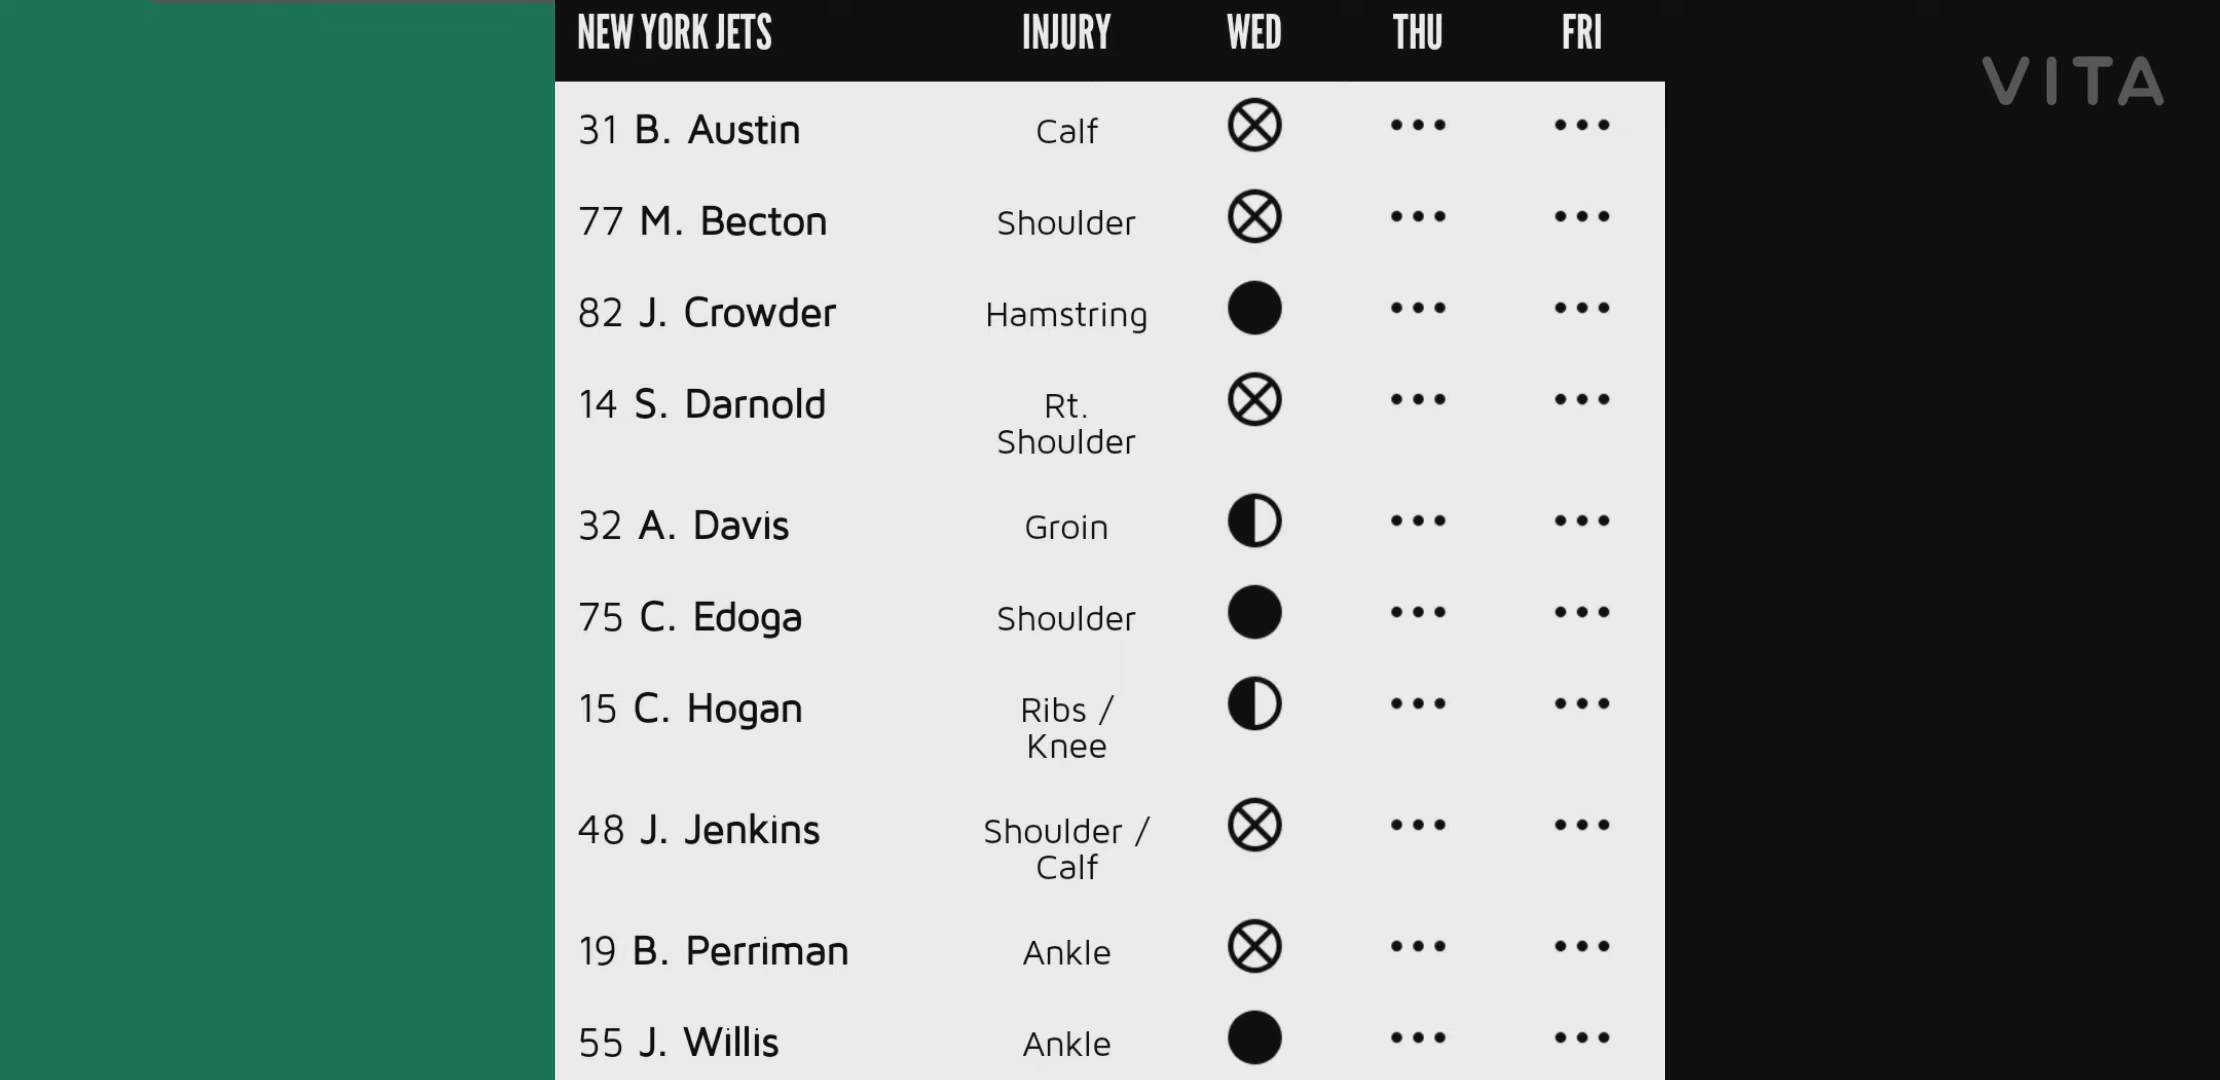 NEW YORK JETS INJURY WED THU FRI
VITA
31 B. Austin Calf
77 M. Becton Shoulder
82 J. Crowder Hamstring
14 S. Darnold Rt.
Shoulder
32 A. Davis Groin
75 C. Edoga Shoulder
15 C. Hogan Ribs /
Knee
48 J. Jenkins Shoulder /
Calf
19 B. Perriman Ankle
55 J. Willis Ankle